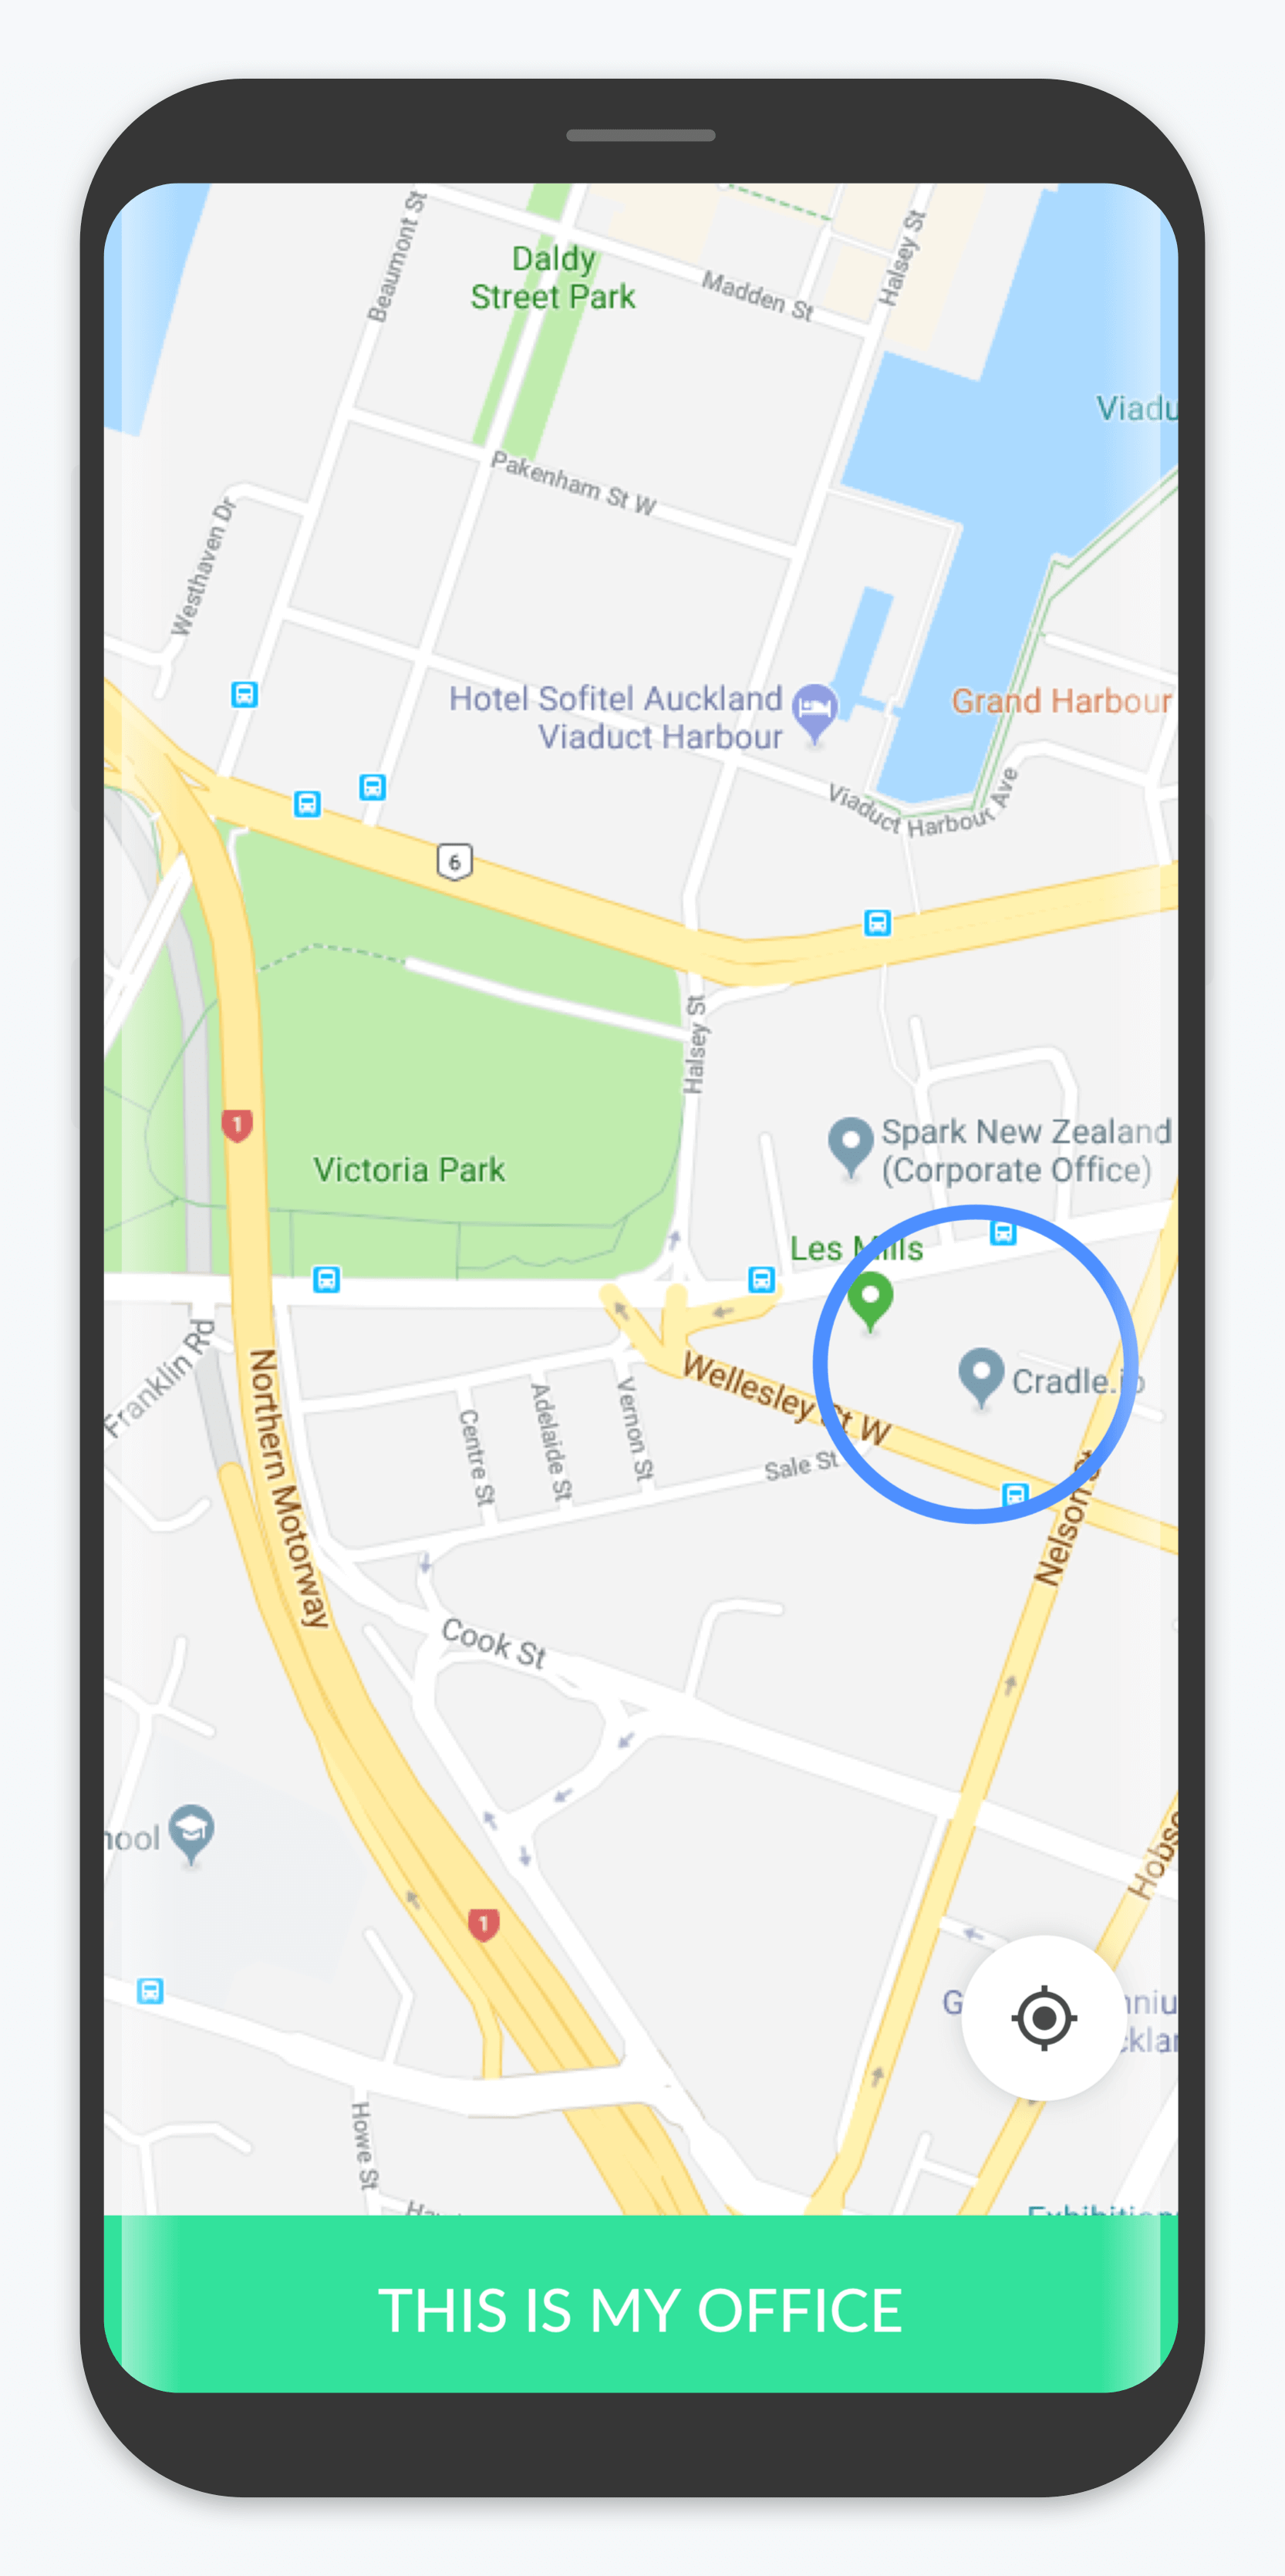 Beaumont St
Daldy
Street Park
Madden St
Halsey St
Pakenham St W
Westhaven Dr
Hotel Sofitel Auckland
Viaduct Harbour
Grand Harbour
Viaduct Harbour Ave
6
Halsey St
1
Victoria Park
Spark New Zealand
(Corporate Office)
Les Mills
Cradle.io
Wellesley St W
Franklin Rd
Northern Motorway
Centre St
Adelaide St
Vernon St
Sale St
Nelson St
Cook St
1
Howe St
THIS IS MY OFFICE